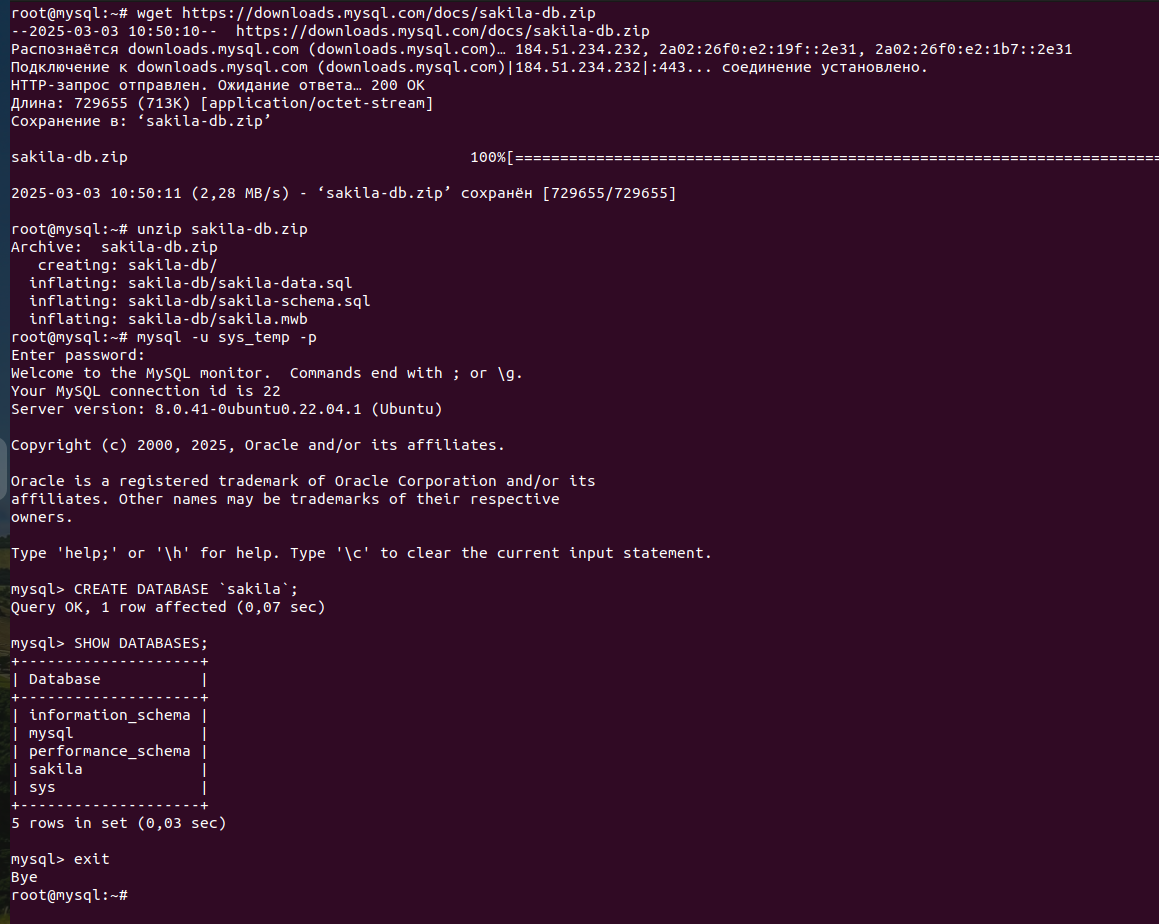 root@mysql:~# wget https://downloads.mysql.com/docs/sakila-db.zip
--2025-03-03 10:50:10--  https://downloads.mysql.com/docs/sakila-db.zip
Распознаётся downloads.mysql.com (downloads.mysql.com)… 184.51.234.232, 2a02:26f0:e2:19f::2e31, 2a02:26f0:e2:1b7::2e31
Подключение к downloads.mysql.com (downloads.mysql.com)|184.51.234.232|:443... соединение установлено.
HTTP-запрос отправлен. Ожидание ответа… 200 OK
Длина: 729655 (713K) [application/octet-stream]
Сохранение в: ‘sakila-db.zip’
sakila-db.zip                                      100%[========================================================================
2025-03-03 10:50:11 (2,28 MB/s) - ‘sakila-db.zip’ сохранён [729655/729655]
root@mysql:~# unzip sakila-db.zip
Archive:  sakila-db.zip
   creating: sakila-db/
  inflating: sakila-db/sakila-data.sql
  inflating: sakila-db/sakila-schema.sql
  inflating: sakila-db/sakila.mwb
root@mysql:~# mysql -u sys_temp -p
Enter password:
Welcome to the MySQL monitor.  Commands end with ; or \g.
Your MySQL connection id is 22
Server version: 8.0.41-0ubuntu0.22.04.1 (Ubuntu)
Copyright (c) 2000, 2025, Oracle and/or its affiliates.
Oracle is a registered trademark of Oracle Corporation and/or its
affiliates. Other names may be trademarks of their respective
owners.
Type 'help;' or '\h' for help. Type '\c' to clear the current input statement.
mysql> CREATE DATABASE `sakila`;
Query OK, 1 row affected (0,07 sec)
mysql> SHOW DATABASES;
+--------------------+
| Database           |
+--------------------+
| information_schema |
| mysql              |
| performance_schema |
| sakila             |
| sys                |
+--------------------+
5 rows in set (0,03 sec)
mysql> exit
Bye
root@mysql:~#